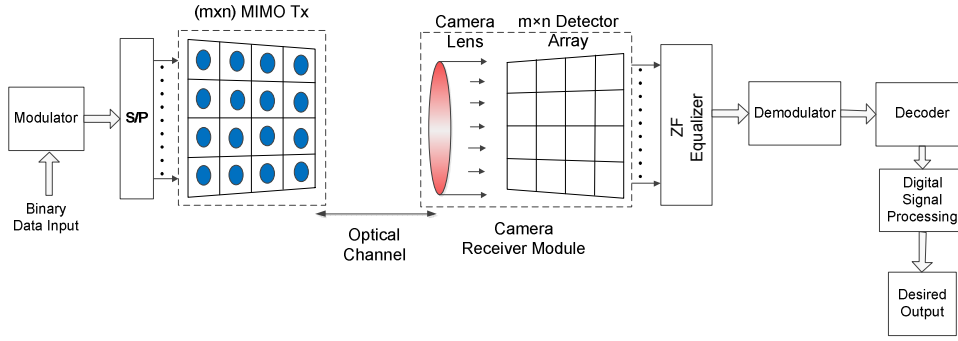 (mxn) MIMO Tx
Camera
Lens
m×n Detector
Array
Modulator
S/P
ZF
Equalizer
Demodulator
Decoder
Binary
Data Input
Optical
Channel
Camera
Receiver Module
Digital
Signal
Processing
Desired
Output